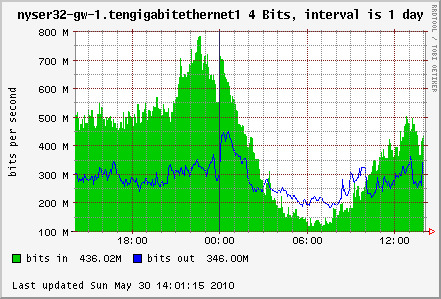 nyser32-gw-1.tengigabitethernet1 4 Bits, interval is 1 day
RRDTOOL / TOBI OETIKER
bits per second
800 M
700 M
600 M
500 M
400 M
300 M
200 M
100 M
18:00 00:00 06:00 12:00
bits in 436.02M bits out 346.00M
Last updated Sun May 30 14:01:15 2010